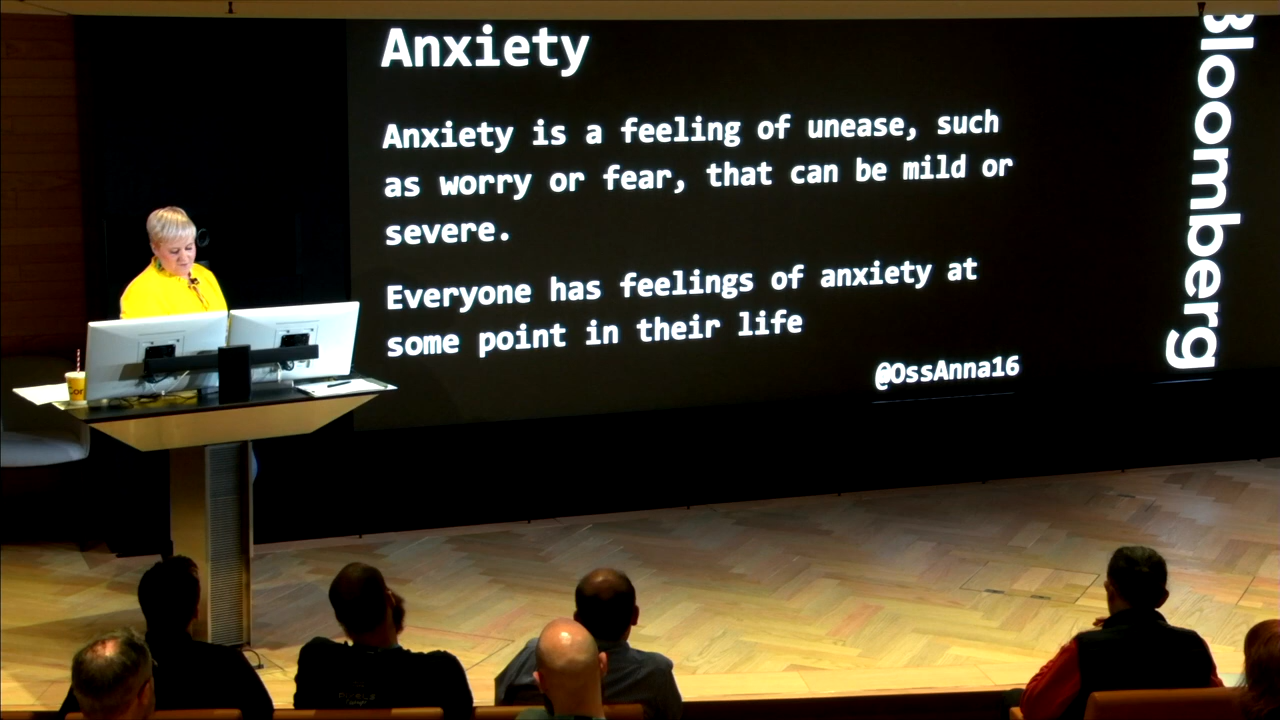 Anxiety
Anxiety is a feeling of unease, such
as worry or fear, that can be mild or
severe.
Everyone has feelings of anxiety at
some point in their life
@OssAnna16
Bloomberg